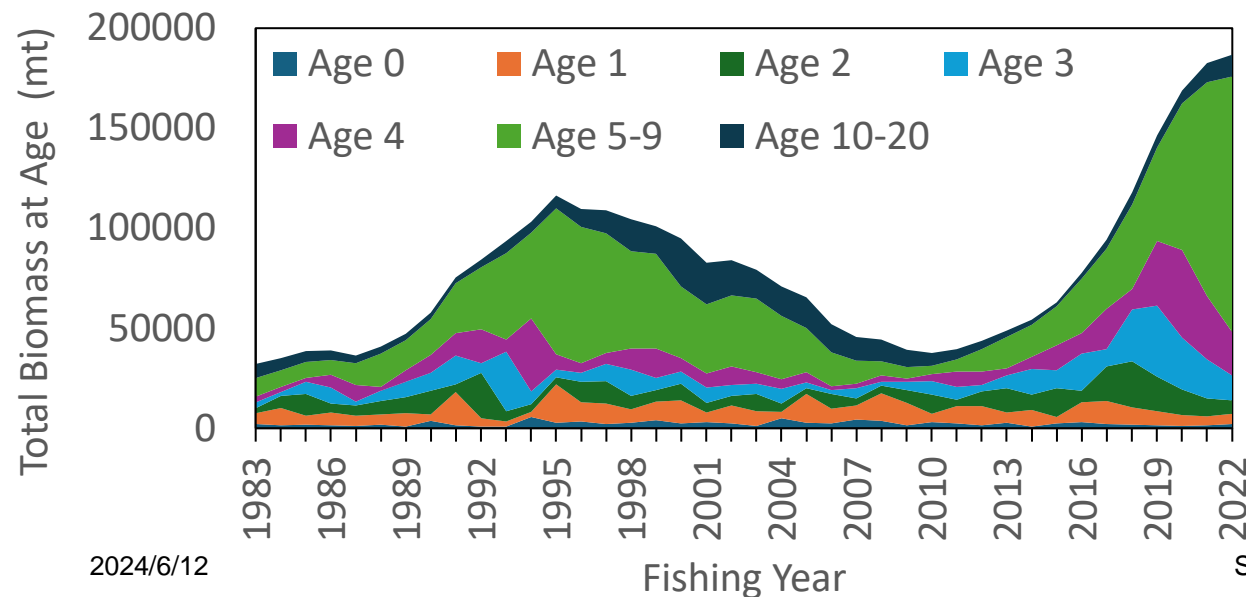 Total Biomass at Age (mt)
200000
150000
100000
50000
0
Age 0
Age 1
Age 2
Age 3
Age 4
Age 5-9
Age 10-20
1983
1986
1989
1992
1995
1998
2001
2004
2007
2010
2013
2016
2019
2022
Fishing Year
2024/6/12
S